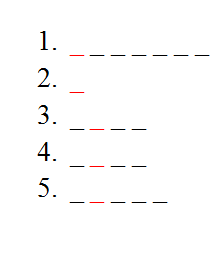 1. _ _ _ _ _ _ _
2. _
3. _ _ _ _
4. _ _ _ _
5. _ _ _ _ _